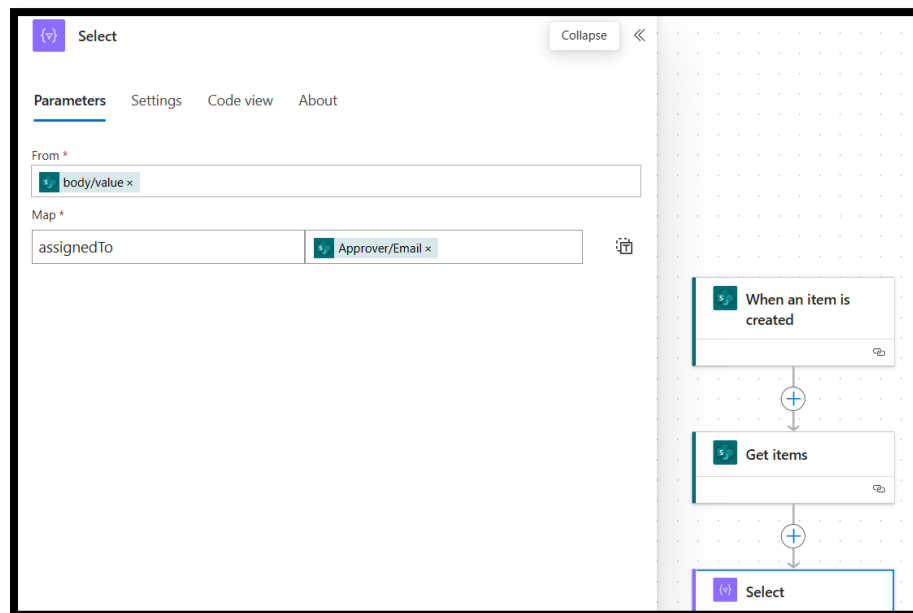 Select
Collapse
Parameters Settings Code view About
From *
body/value ×
Map *
assignedTo Approver/Email ×
When an item is
created
Get items
Select